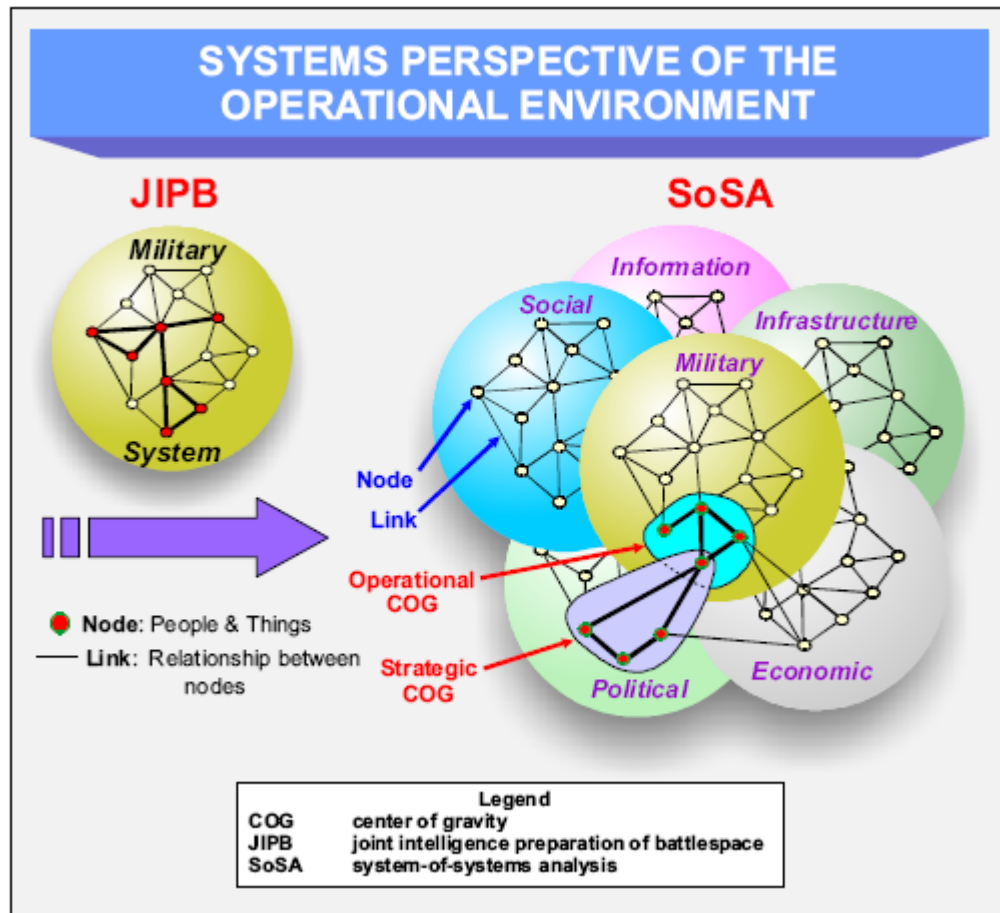 SYSTEMS PERSPECTIVE OF THE
OPERATIONAL ENVIRONMENT
JIPB
Military
System
SoSA
Information
Social
Infrastructure
Military
Node
Link
Operational
COG
Strategic
COG
Political
Economic
Node: People & Things
Link: Relationship between
nodes
Legend
COG center of gravity
JIPB joint intelligence preparation of battlespace
SoSA system-of-systems analysis